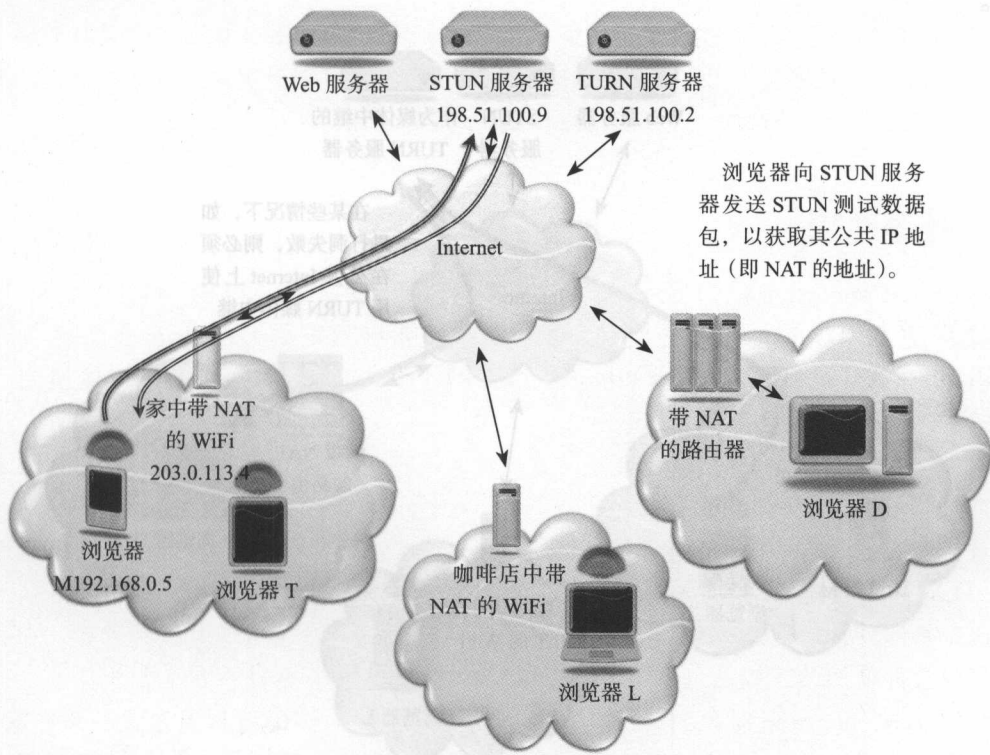 Web 服务器
STUN 服务器
198.51.100.9
TURN 服务器
198.51.100.2
浏览器向 STUN 服务
器发送 STUN 测试数据
包，以获取其公共 IP 地
址（即 NAT 的地址）。
Internet
家中带 NAT
的 WiFi
203.0.113.4
浏览器
M192.168.0.5
浏览器 T
咖啡店中带
NAT 的 WiFi
浏览器 L
带 NAT
的路由器
浏览器 D